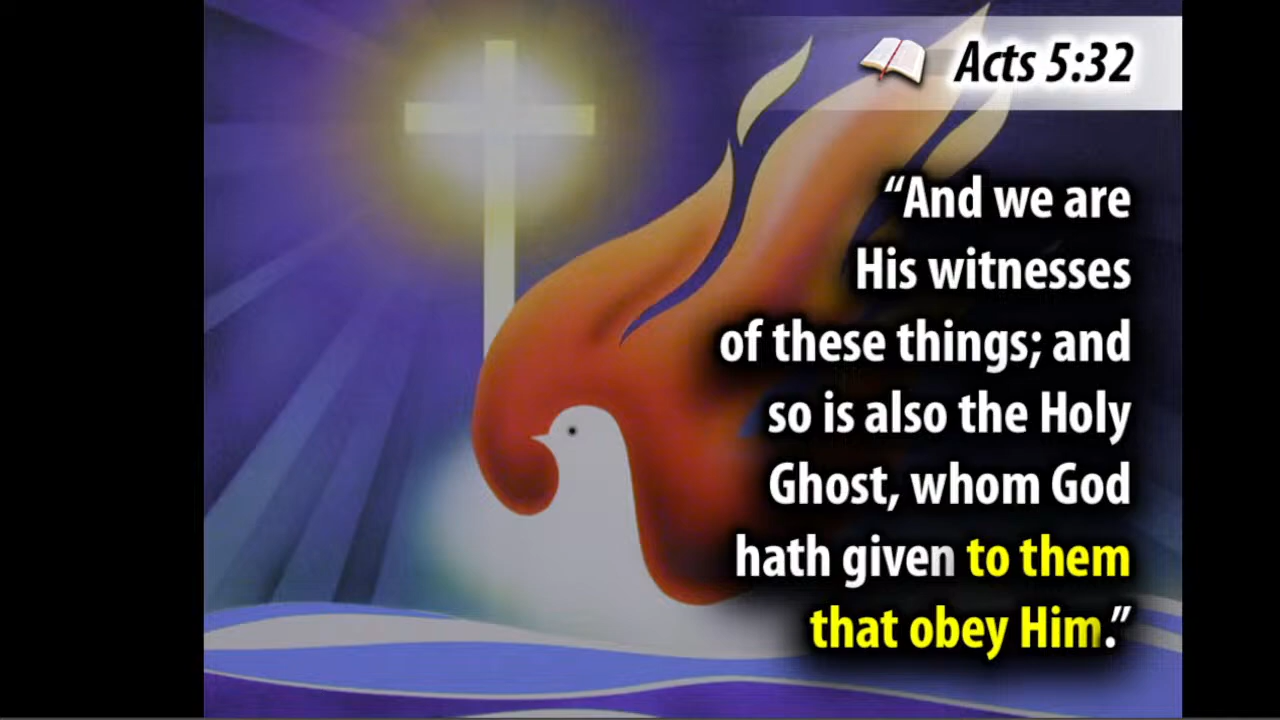 Acts 5:32
“And we are
His witnesses
of these things; and
so is also the Holy
Ghost, whom God
hath given to them
that obey Him.”